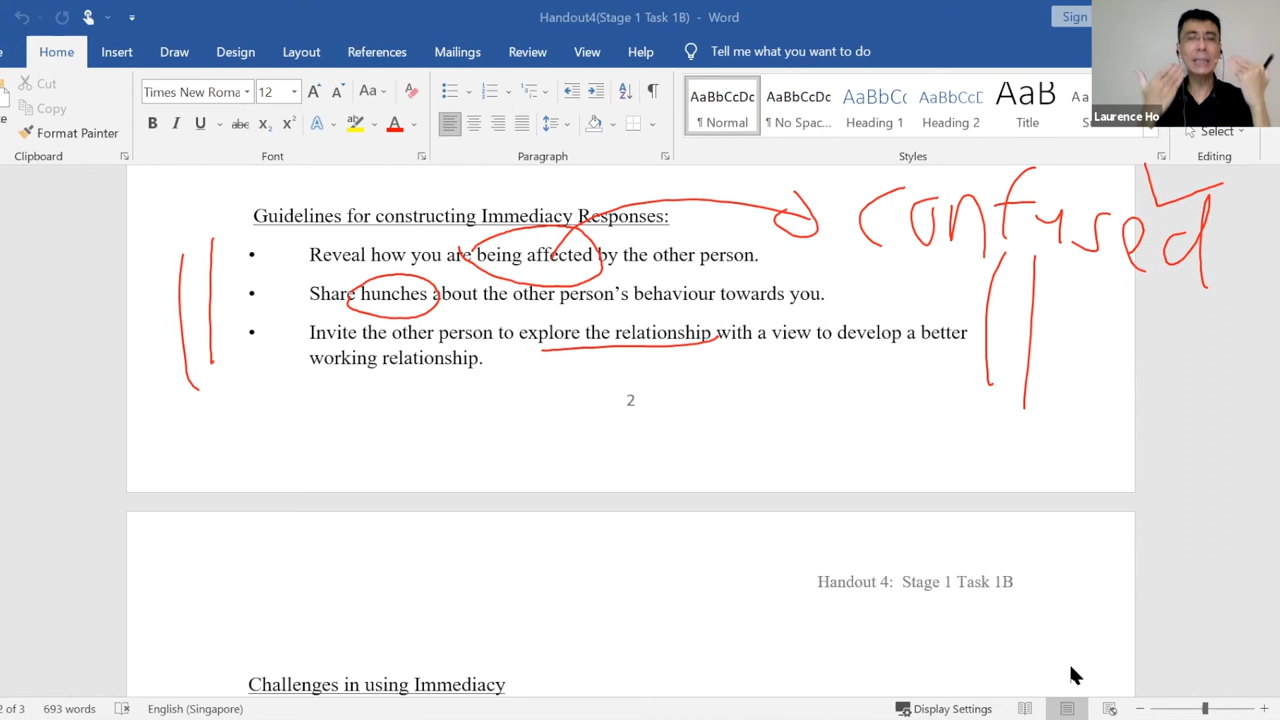 Handout4(Stage 1 Task 1B) - Word
Sign
Home Insert Draw Design Layout References Mailings Review View Help Tell me what you want to do
Cut
Copy
Format Painter
Clipboard
Times New Roma 12
Font
Paragraph
AaBbCcDc AaBbCcDc AaBbCcD AaBbCcD AaB
¶ Normal ¶ No Spac... Heading 1 Heading 2 Title
Styles
Laurence Ho
Select
Editing
Guidelines for constructing Immediacy Responses:
confused
• Reveal how you are being affected by the other person.
• Share hunches about the other person's behaviour towards you.
• Invite the other person to explore the relationship with a view to develop a better
working relationship.
2
Handout 4: Stage 1 Task 1B
Challenges in using Immediacy
2 of 3 693 words English (Singapore) Display Settings